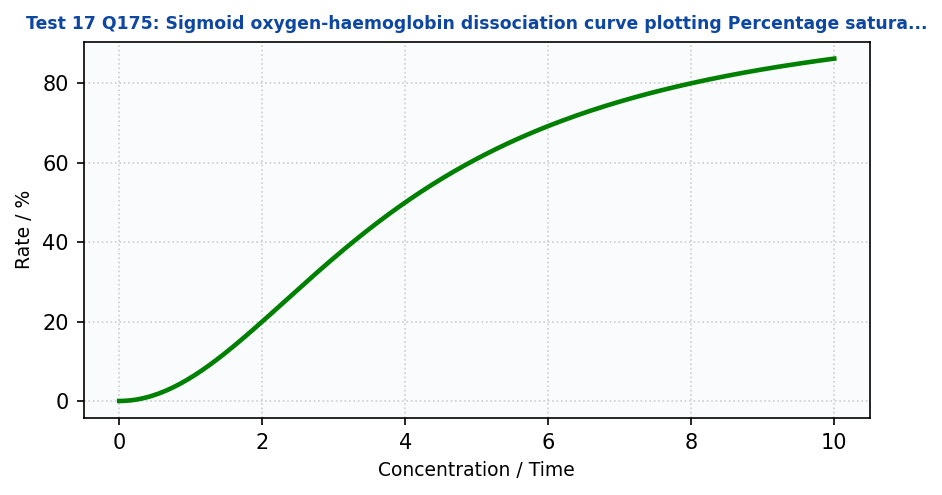 Test 17 Q175: Sigmoid oxygen-haemoglobin dissociation curve plotting Percentage satura...
80
60
40
20
0
Rate / %
0 2 4 6 8 10
Concentration / Time